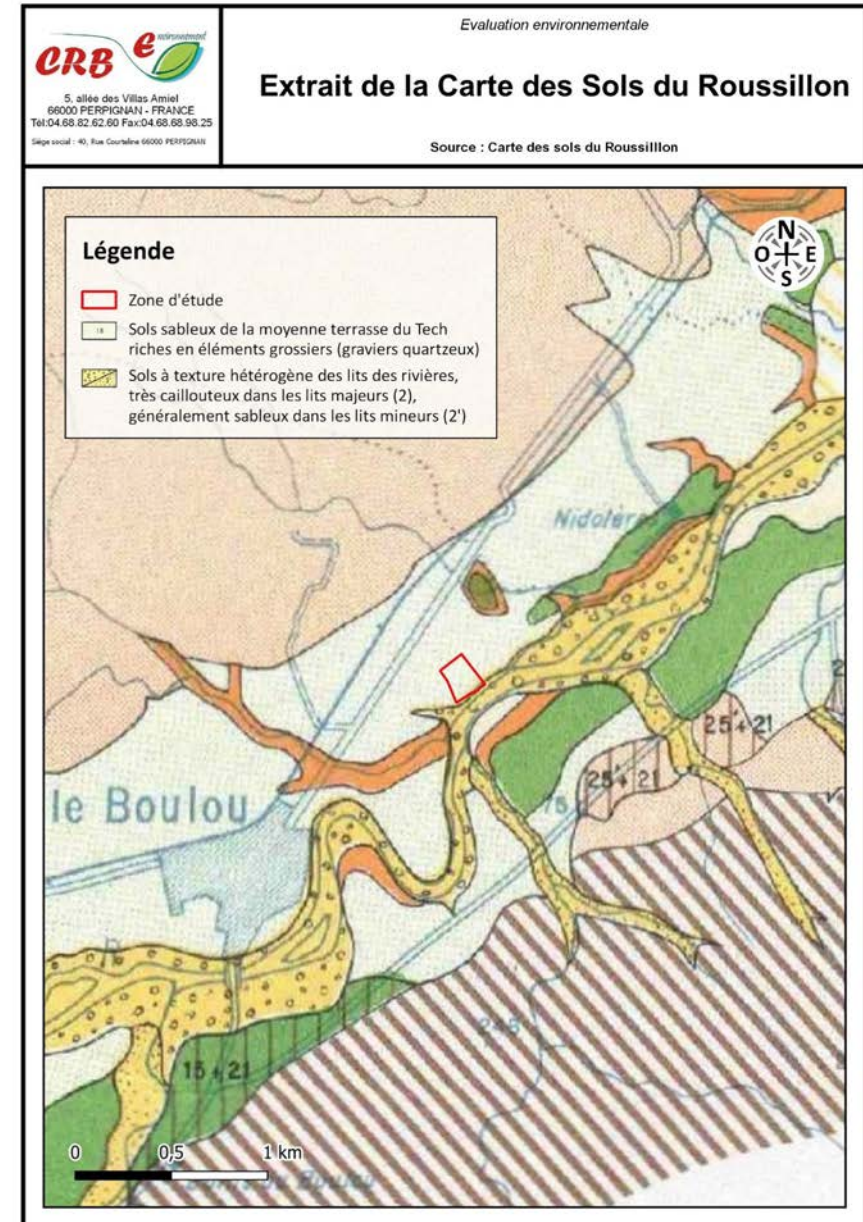 CRB Environnement
5, allée des Villas Amiel
66000 PERPIGNAN - FRANCE
Tél:04.68.82.62.60 Fax:04.68.68.98.25
Siège social : 40, Rue Courteline 66000 PERPIGNAN
Evaluation environnementale
Extrait de la Carte des Sols du Roussillon
Source : Carte des sols du Roussilllon
Légende
Zone d'étude
Sols sableux de la moyenne terrasse du Tech
riches en éléments grossiers (graviers quartzeux)
Sols à texture hétérogène des lits des rivières,
très caillouteux dans les lits majeurs (2),
généralement sableux dans les lits mineurs (2')
N
O E
S
Nidolères
25'+ 21
25'+ 21
le Boulou
15+21
0 0,5 1 km